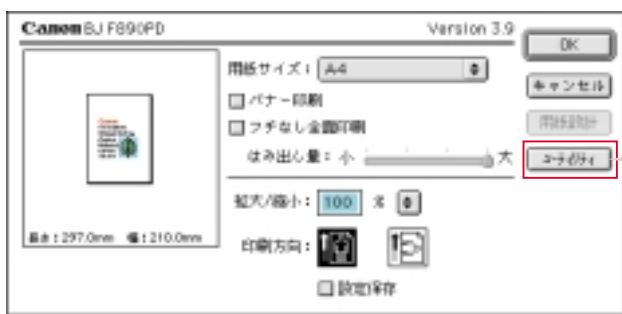 Canon BJ F890PD
Version 3.9
OK
用紙サイズ: A4
キャンセル
バナー印刷
フチなし全面印刷
用紙設計
はみ出し量: 小 大
ユーティリティ
拡大/縮小: 100 %
長さ:297.0mm 幅:210.0mm
印刷方向:
設定保存